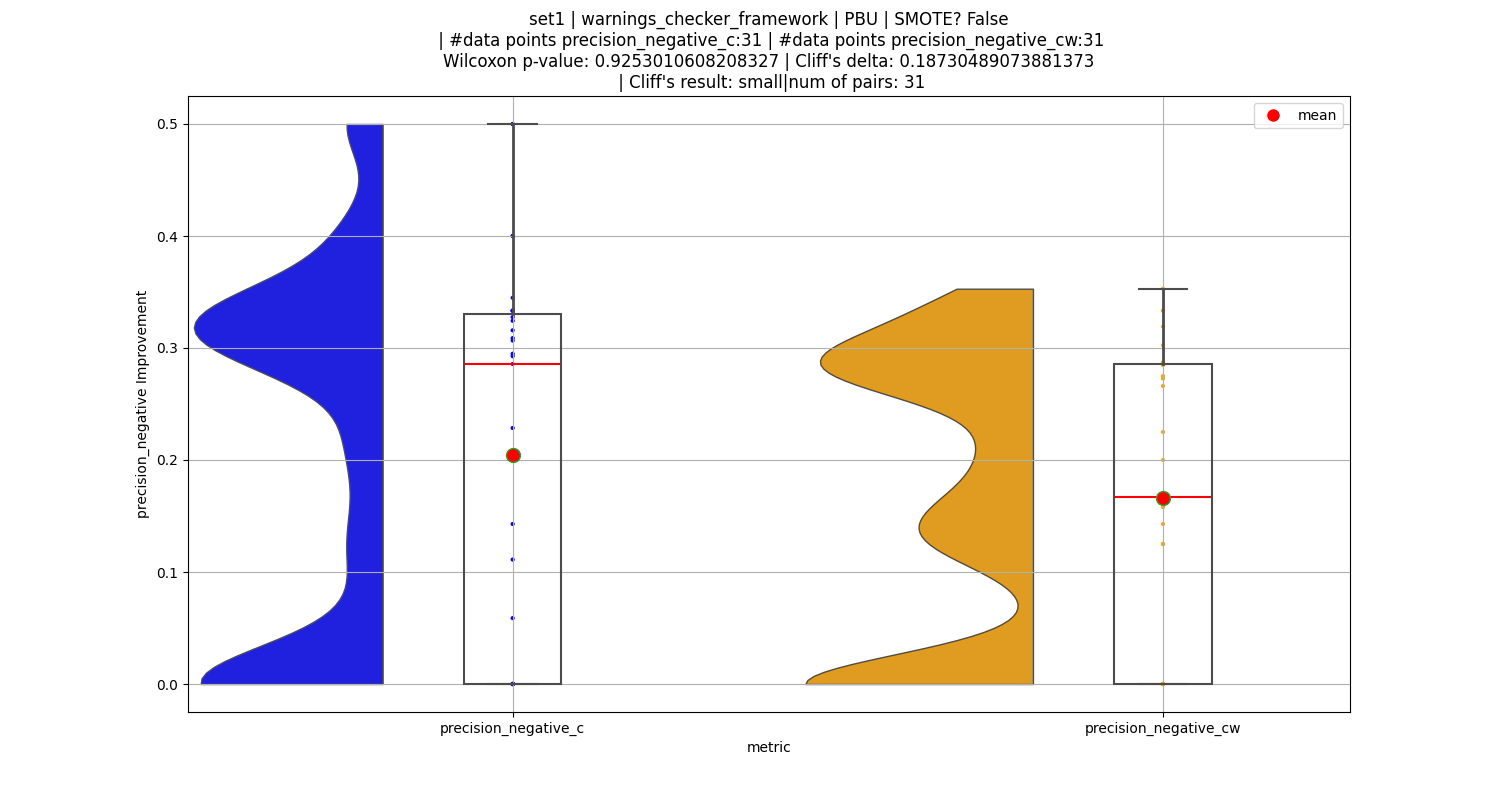 set1 | warnings_checker_framework | PBU | SMOTE? False
| #data points precision_negative_c:31 | #data points precision_negative_cw:31
Wilcoxon p-value: 0.9253010608208327 | Cliff's delta: 0.18730489073881373
| Cliff's result: small|num of pairs: 31
mean
0.5
0.4
0.3
0.2
0.1
0.0
precision_negative Improvement
precision_negative_c
precision_negative_cw
metric